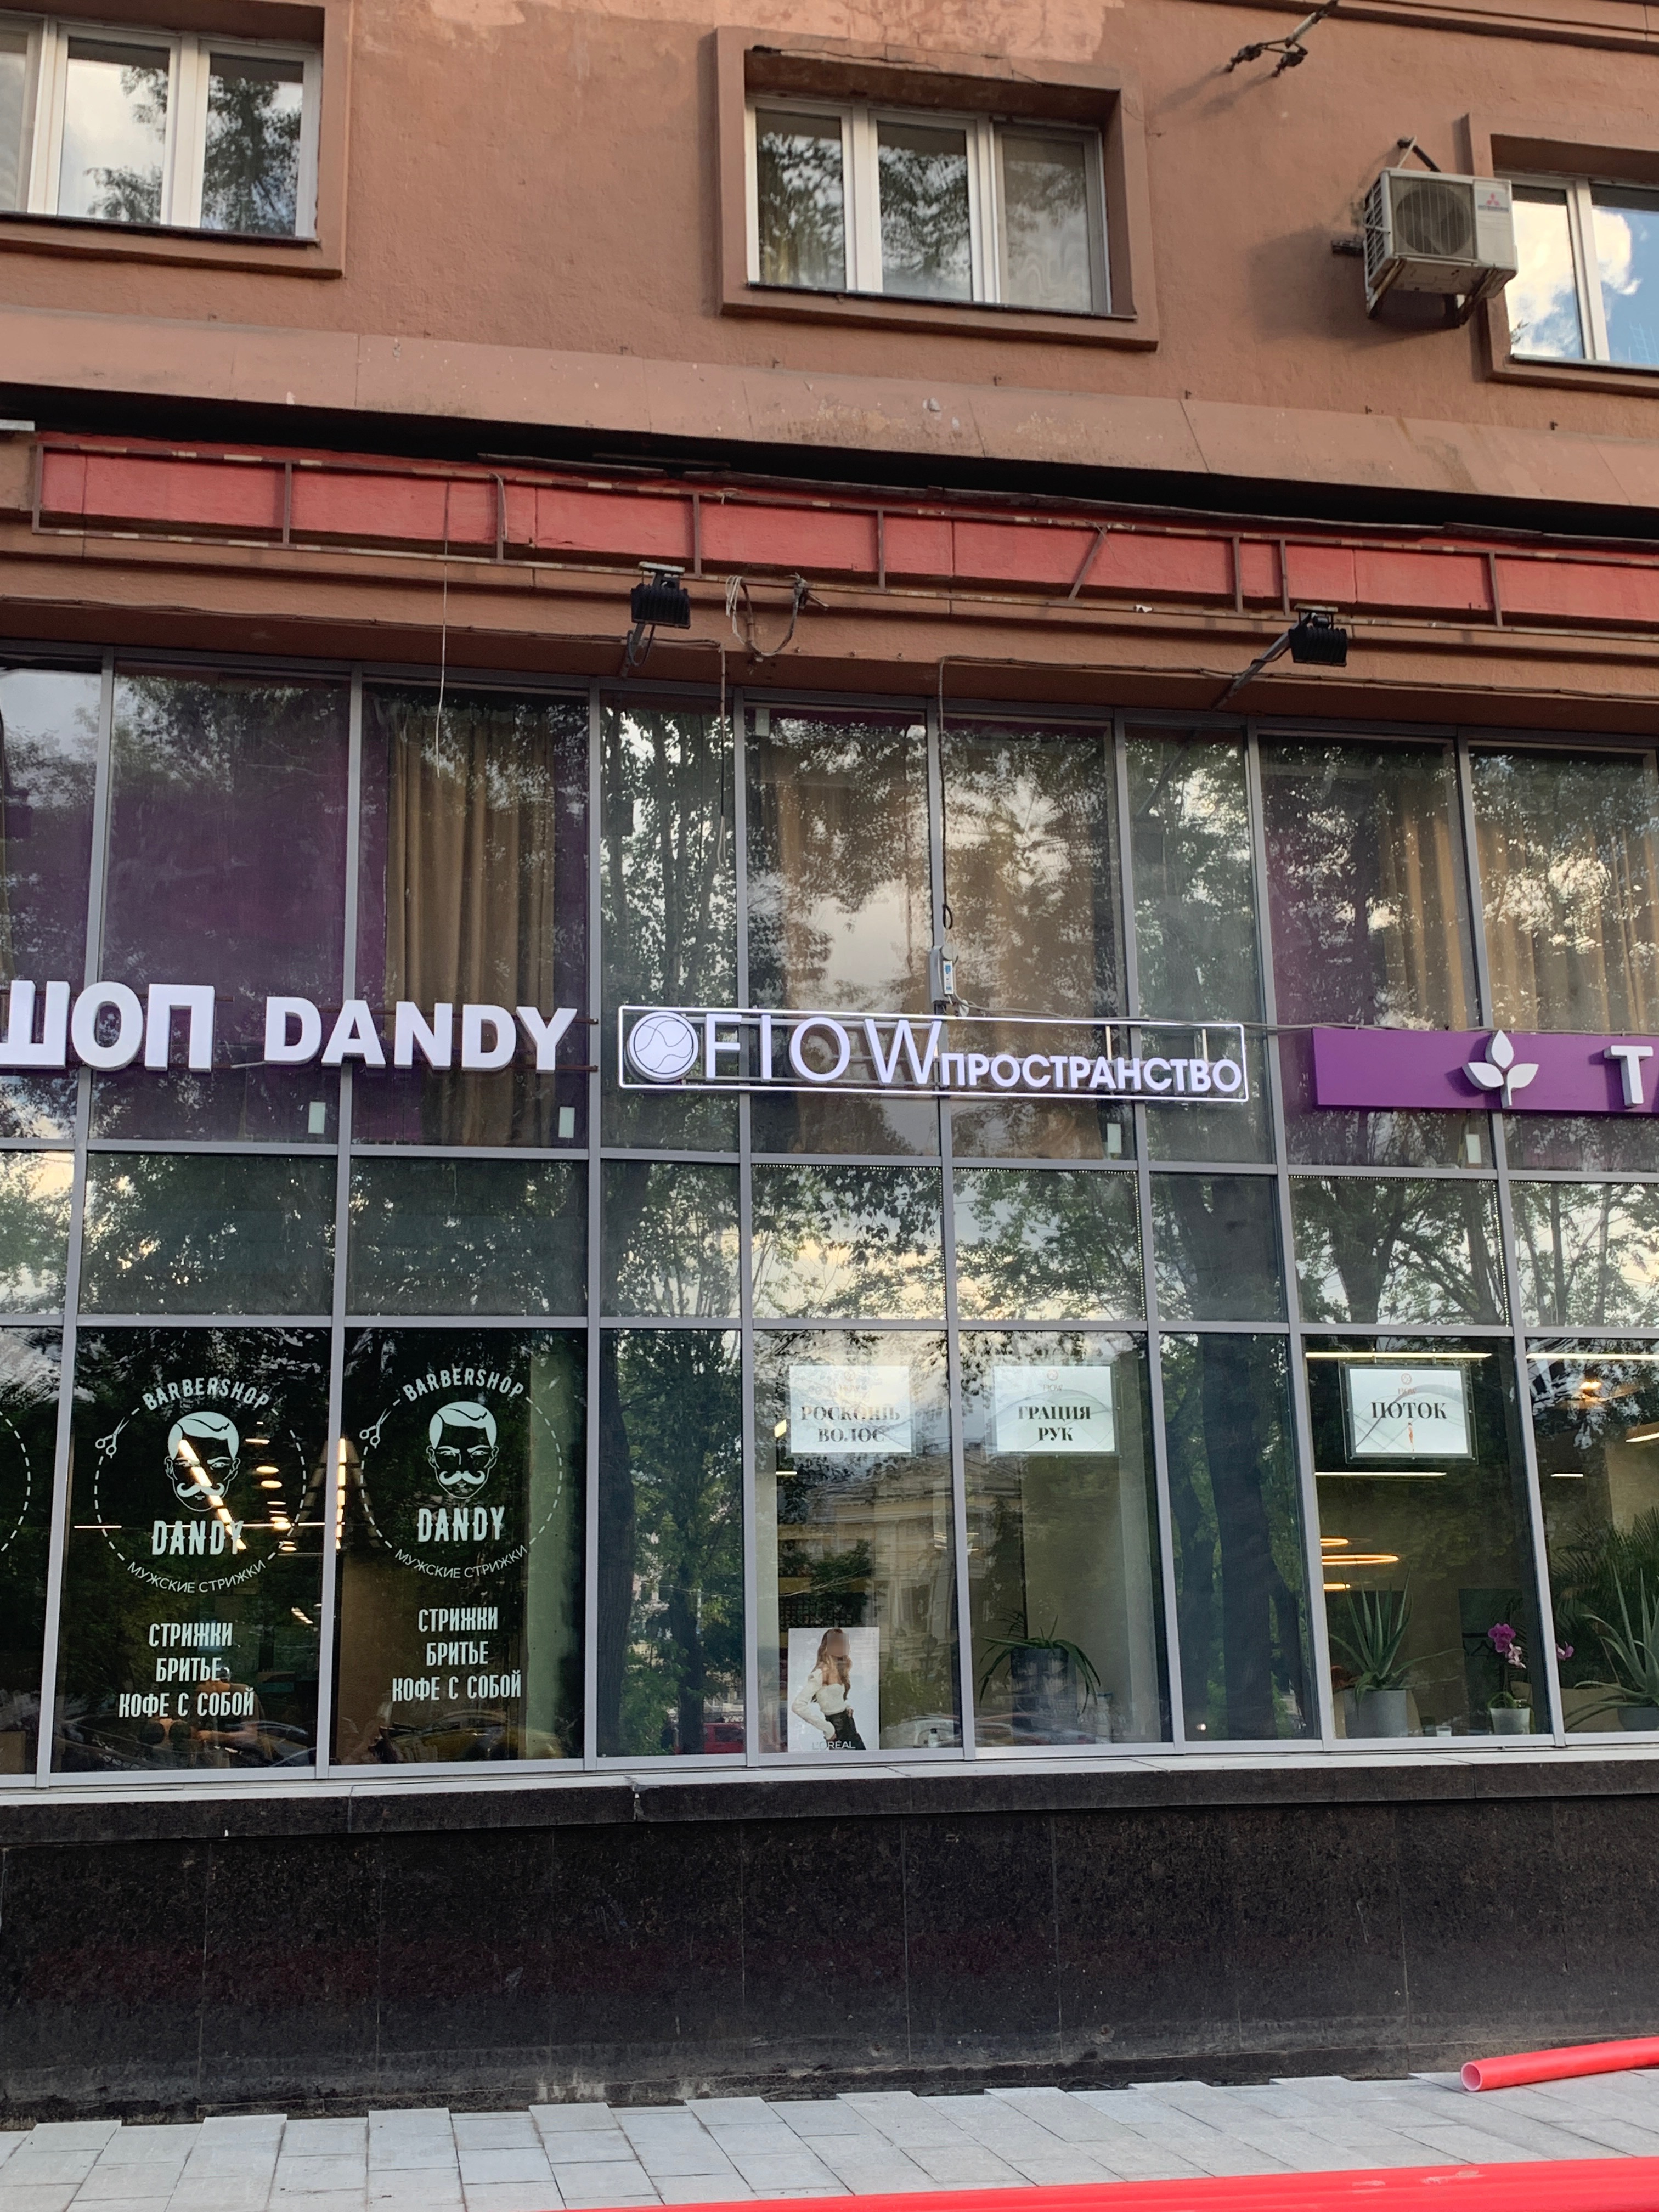 ШОП DANDY
FlOW ПРОСТРАНСТВО
BARBERSHOP
DANDY
МУЖСКИЕ СТРИЖКИ
СТРИЖКИ
БРИТЬЕ
КОФЕ С СОБОЙ
BARBERSHOP
DANDY
МУЖСКИЕ СТРИЖКИ
СТРИЖКИ
БРИТЬЕ
КОФЕ С СОБОЙ
РОСКОШЬ
ВОЛОС
ГРАЦИЯ
РУК
ПОТОК
L'ORÉAL